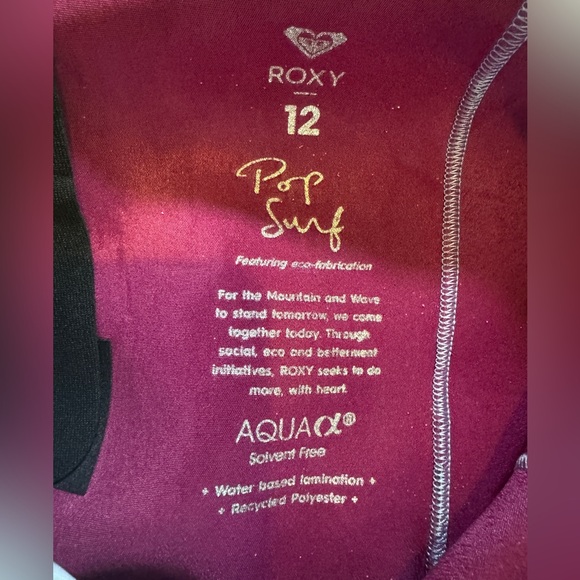 ROXY
12
Pop
Surf
Featuring eco-fabrication
For the Mountain and Wave
to stand tomorrow, we come
together today. Through
social, eco and betterment
initiatives, ROXY seeks to do
more, with heart.
AQUAα®
Solvent Free
+ Water based lamination +
+ Recycled Polyester +